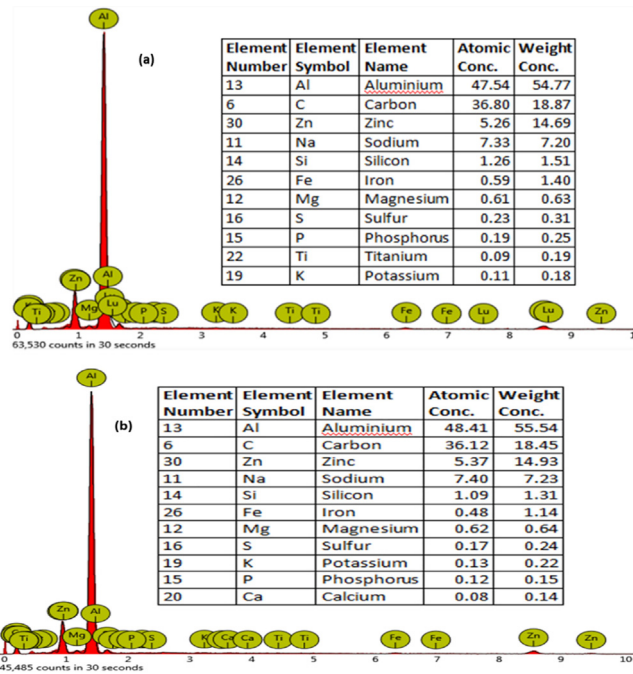 Al
(a)
Element Element Element Atomic Weight
Number Symbol Name Conc. Conc.
13 Al Aluminium 47.54 54.77
6 C Carbon 36.80 18.87
30 Zn Zinc 5.26 14.69
11 Na Sodium 7.33 7.20
14 Si Silicon 1.26 1.51
26 Fe Iron 0.59 1.40
12 Mg Magnesium 0.61 0.63
16 S Sulfur 0.23 0.31
15 P Phosphorus 0.19 0.25
22 Ti Titanium 0.09 0.19
19 K Potassium 0.11 0.18
Zn Al
Ti Mg Lu P S K K Ti Ti Fe Fe Lu Lu Zn
0 1 2 3 4 5 6 7 8 9 1
63,530 counts in 30 seconds
Al
(b)
Element Element Element Atomic Weight
Number Symbol Name Conc. Conc.
13 Al Aluminium 48.41 55.54
6 C Carbon 36.12 18.45
30 Zn Zinc 5.37 14.93
11 Na Sodium 7.40 7.23
14 Si Silicon 1.09 1.31
26 Fe Iron 0.48 1.14
12 Mg Magnesium 0.62 0.64
16 S Sulfur 0.17 0.24
19 K Potassium 0.13 0.22
15 P Phosphorus 0.12 0.15
20 Ca Calcium 0.08 0.14
Zn Al
Ti Mg P S K Ca Ca Ti Ti Fe Fe Zn Zn
0 1 2 3 4 5 6 7 8 9 10
45,485 counts in 30 seconds